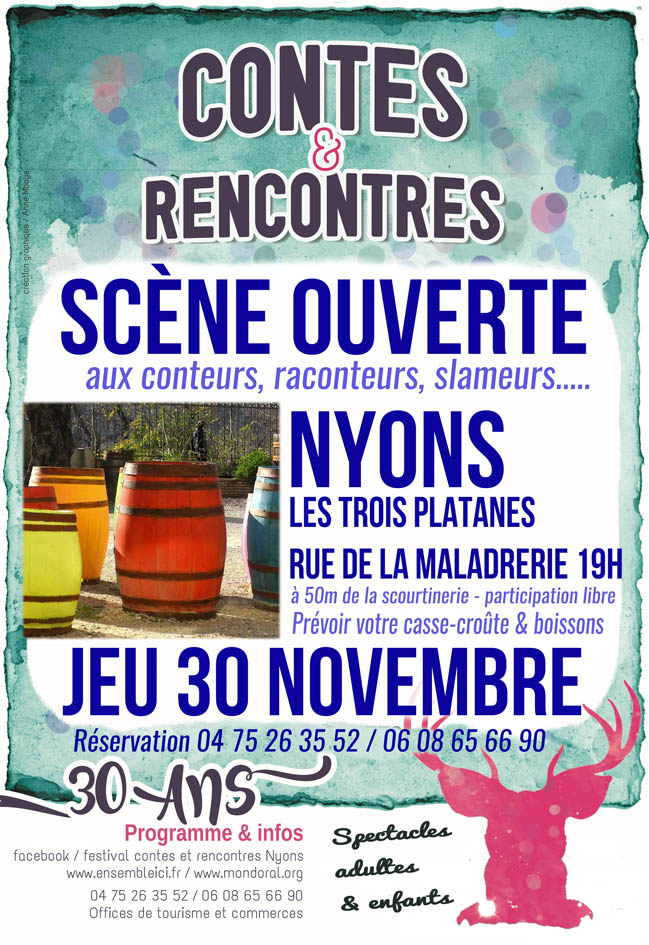 CONTES
&
RENCONTRES
création graphique / Anne Mogue
SCÈNE OUVERTE
aux conteurs, raconteurs, slameurs.....
NYONS
LES TROIS PLATANES
RUE DE LA MALADRERIE 19H
à 50m de la scourtinerie - participation libre
Prévoir votre casse-croûte & boissons
JEU 30 NOVEMBRE
Réservation 04 75 26 35 52 / 06 08 65 66 90
30 ANS
Programme & infos
facebook / festival contes et rencontres Nyons
www.ensembleici.fr / www.mondoral.org
04 75 26 35 52 / 06 08 65 66 90
Offices de tourisme et commerces
Spectacles
adultes
& enfants